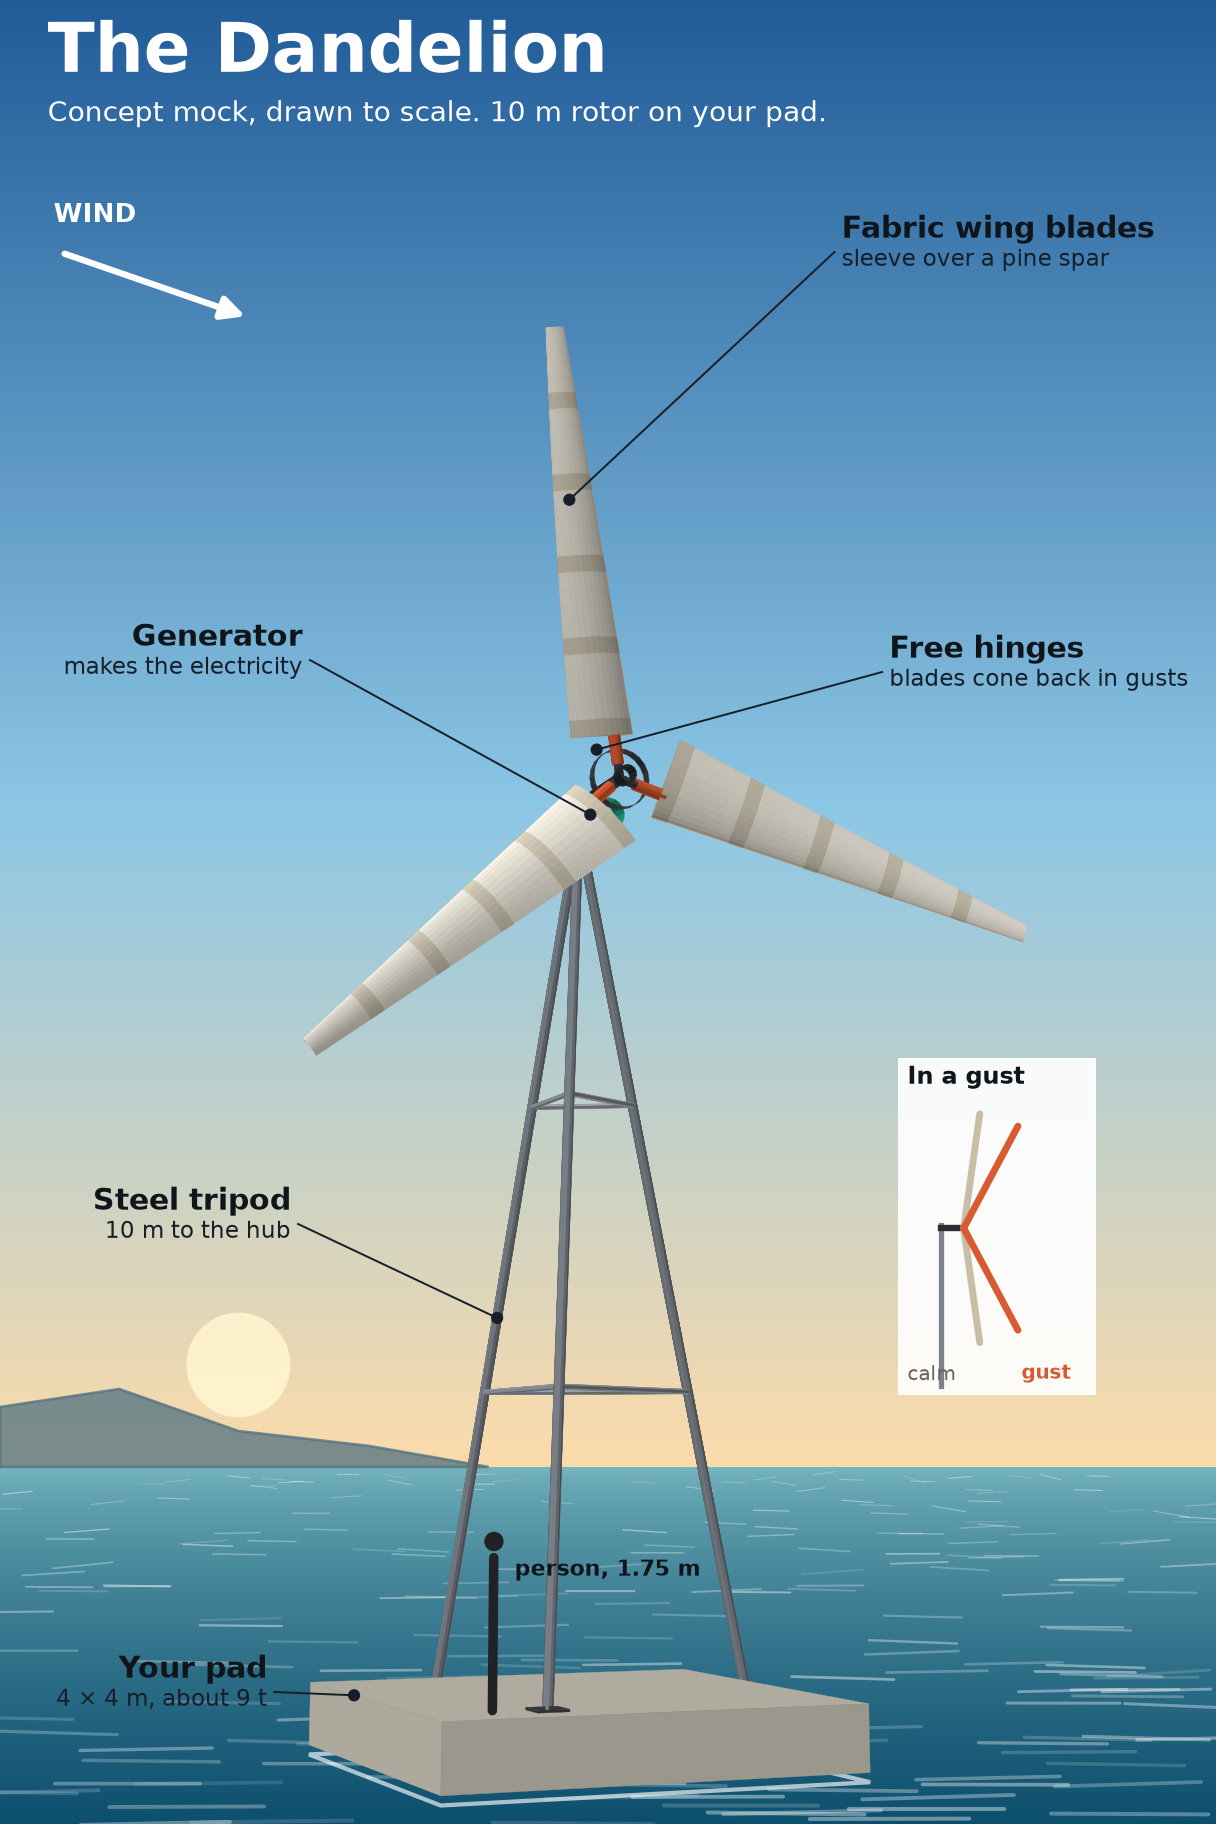 The Dandelion
Concept mock, drawn to scale. 10 m rotor on your pad.
WIND
Fabric wing blades
sleeve over a pine spar
Generator
makes the electricity
Free hinges
blades cone back in gusts
In a gust
calm
gust
Steel tripod
10 m to the hub
person, 1.75 m
Your pad
4 × 4 m, about 9 t